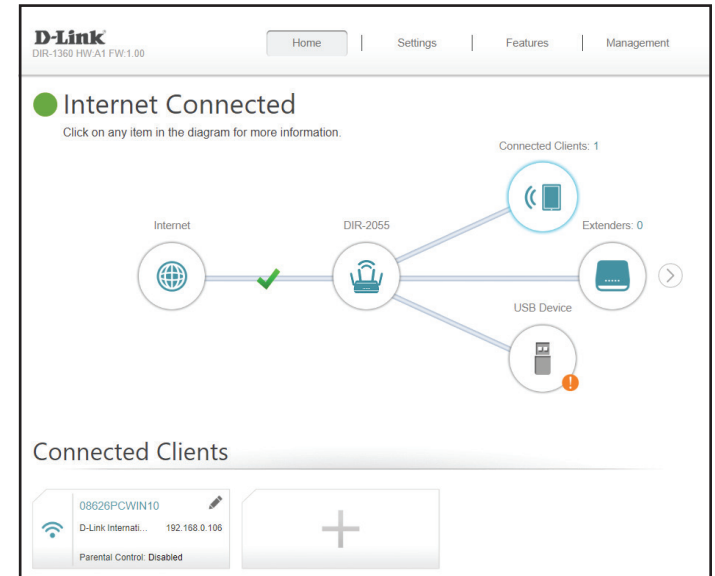 D-Link
DIR-1360 HW:A1 FW:1.00
Home
Settings
Features
Management
Internet Connected
Click on any item in the diagram for more information.
Connected Clients: 1
Internet
DIR-2055
Extenders: 0
USB Device
Connected Clients
08626PCWIN10
D-Link Internati... 192.168.0.106
Parental Control: Disabled